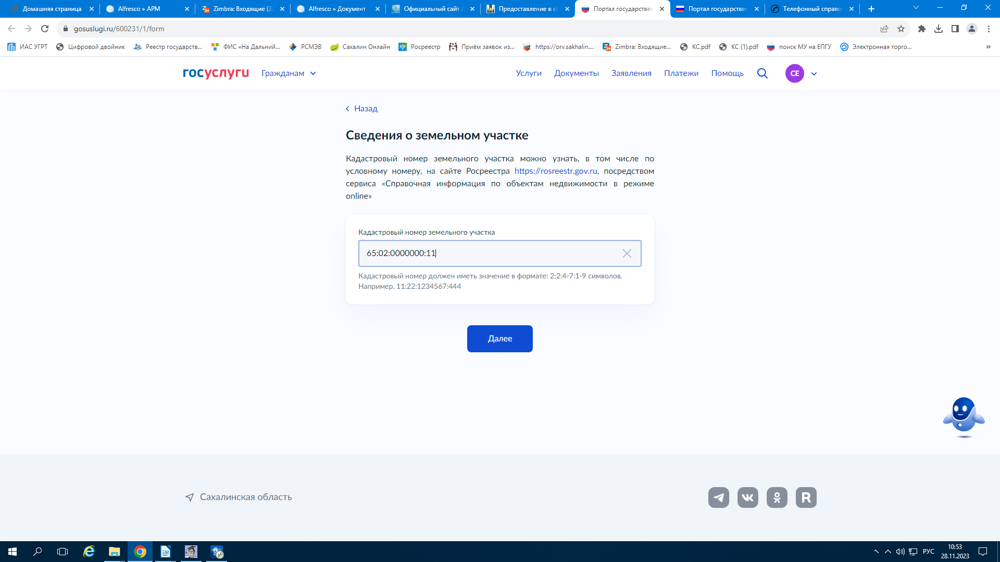 Домашняя страница
Alfresco » АРМ
Zimbra: Входящие (32
Alfresco » Документ
Официальный сайт А
Предоставление в со
Портал государствен
Портал государствен
Телефонный справо
gosuslugi.ru/600231/1/form
ИАС УГРТ
Цифровой двойник
Реестр государств...
ФИС «На Дальний...
РСМЭВ
Сахалин Онлайн
Росреестр
Приём заявок из...
https://orv.sakhalin....
Zimbra: Входящие...
КС.pdf
КС (1).pdf
поиск МУ на ЕПГУ
Электронная торго...
»
госуслуги
Гражданам
Услуги
Документы
Заявления
Платежи
Помощь
СЕ
Назад
Сведения о земельном участке
Кадастровый номер земельного участка можно узнать, в том числе по
условному номеру, на сайте Росреестра https://rosreestr.gov.ru, посредством
сервиса «Справочная информация по объектам недвижимости в режиме
online»
Кадастровый номер земельного участка
65:02:0000000:11
Кадастровый номер должен иметь значение в формате: 2:2:4-7:1-9 символов.
Например, 11:22:1234567:444
Далее
Сахалинская область
РУС
10:53
28.11.2023